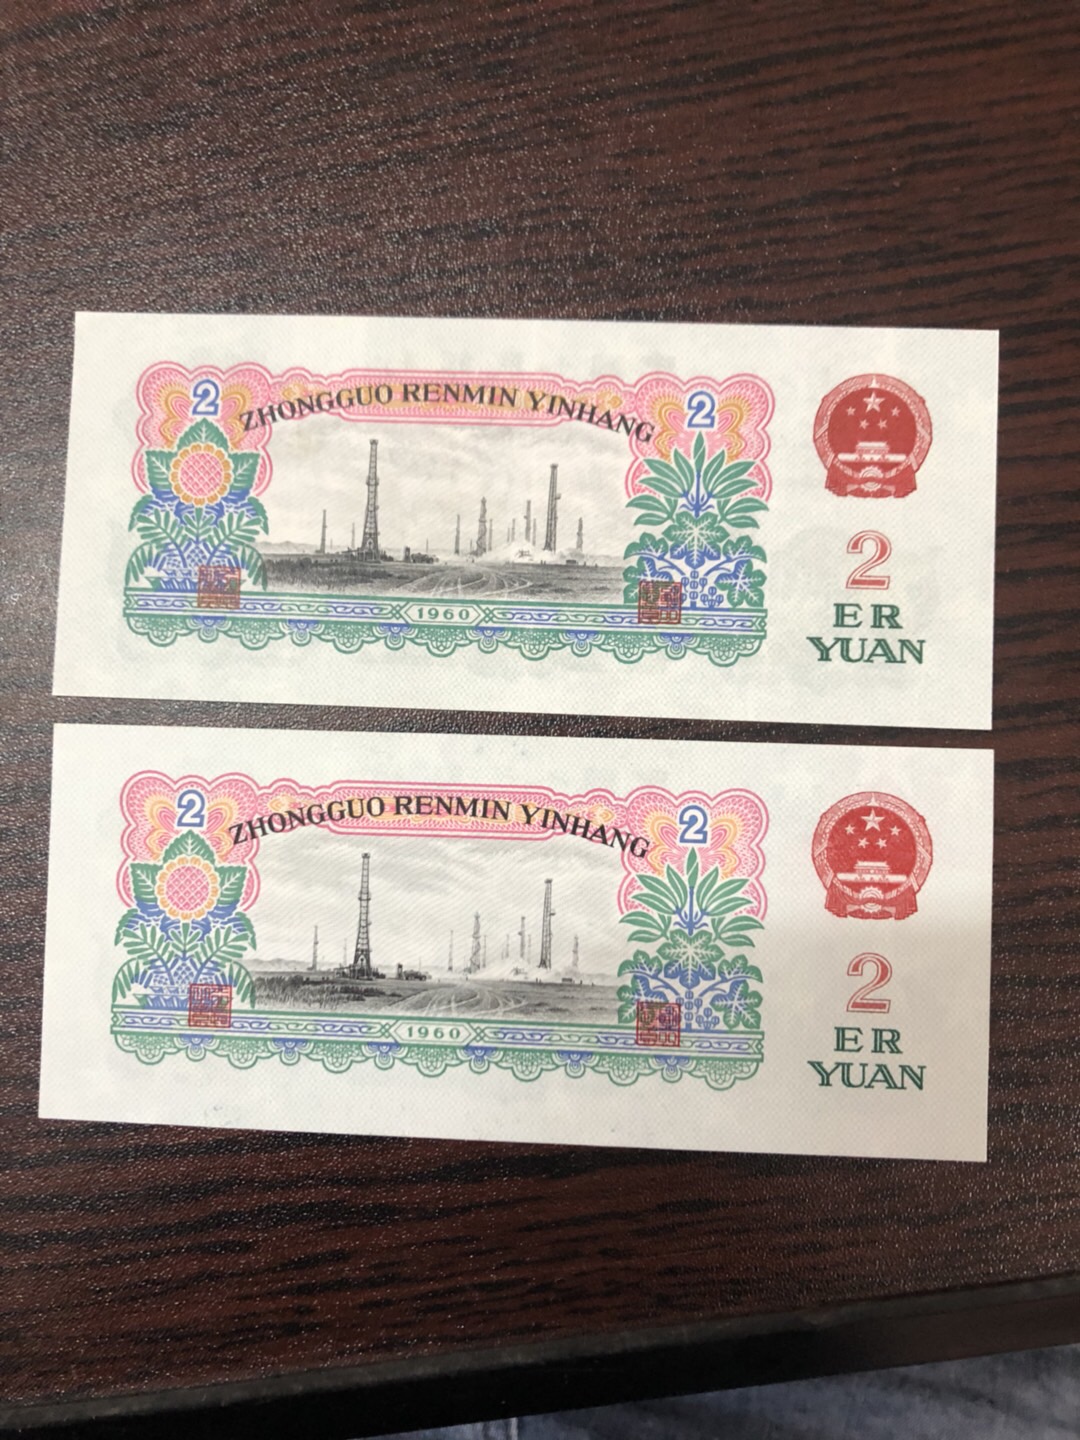 2 ZHONGGUO RENMIN YINHANG 2
2
1960
ER
YUAN
2 ZHONGGUO RENMIN YINHANG 2
2
1960
ER
YUAN